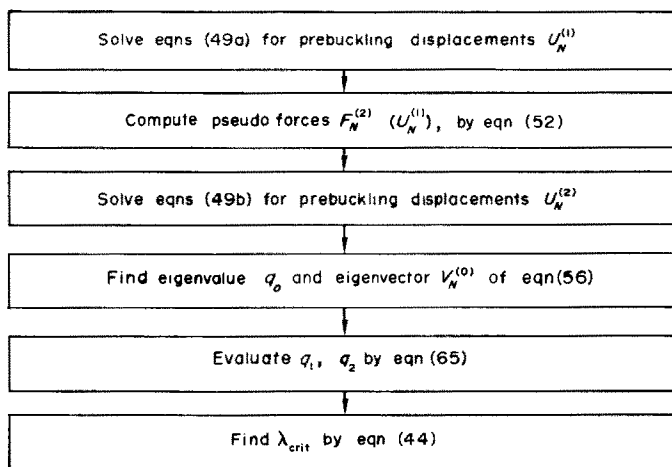 Solve eqns (49a) for prebuckling displacements U_N^(1)
Compute pseudo forces F_N^(2) (U_N^(1)), by eqn (52)
Solve eqns (49b) for prebuckling displacements U_N^(2)
Find eigenvalue q_o and eigenvector V_N^(0) of eqn(56)
Evaluate q_1, q_2 by eqn (65)
Find λ_crit by eqn (44)